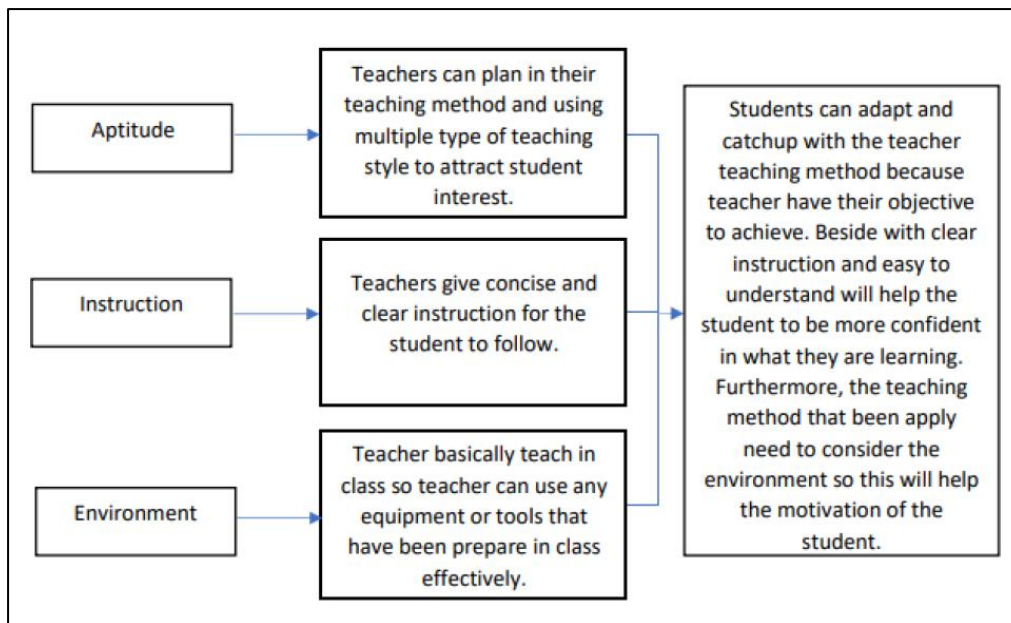 Aptitude
Teachers can plan in their
teaching method and using
multiple type of teaching
style to attract student
interest.
Instruction
Teachers give concise and
clear instruction for the
student to follow.
Environment
Teacher basically teach in
class so teacher can use any
equipment or tools that
have been prepare in class
effectively.
Students can adapt and
catchup with the teacher
teaching method because
teacher have their objective
to achieve. Beside with clear
instruction and easy to
understand will help the
student to be more confident
in what they are learning.
Furthermore, the teaching
method that been apply
need to consider the
environment so this will help
the motivation of the
student.